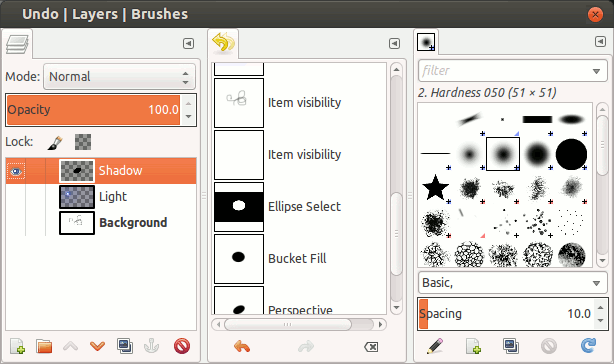 Undo | Layers | Brushes
Mode: Normal
Opacity 100.0
Lock:
Shadow
Light
Background
Item visibility
Item visibility
Ellipse Select
Bucket Fill
Perspective
filter
2. Hardness 050 (51 × 51)
Basic,
Spacing 10.0